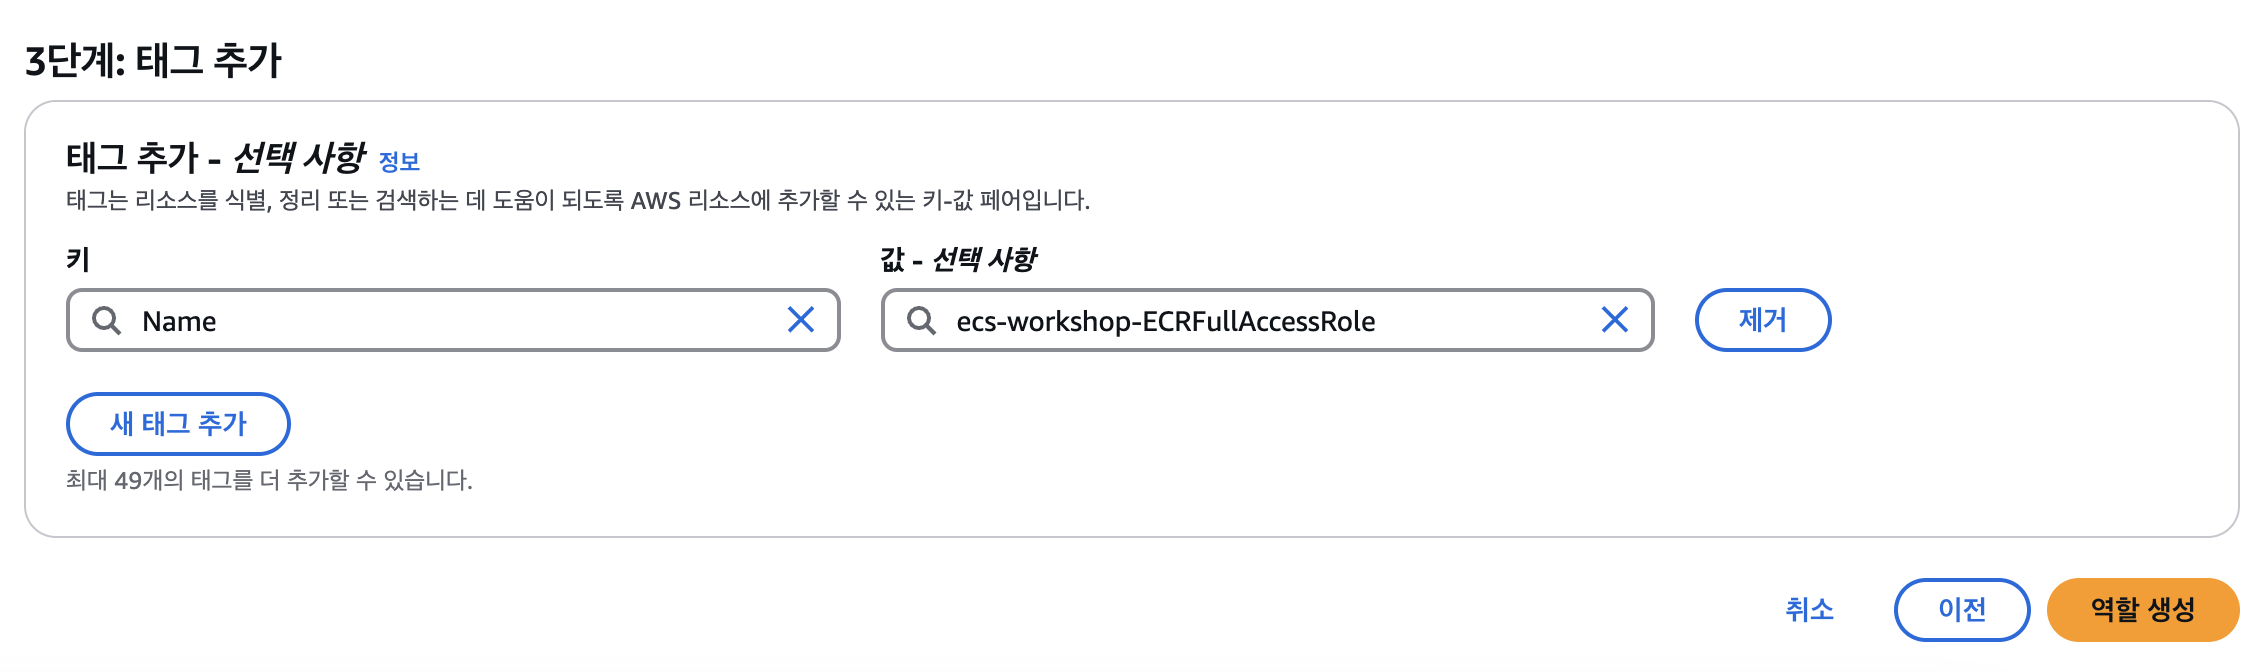 3단계: 태그 추가
태그 추가 - 선택 사항 정보
태그는 리소스를 식별, 정리 또는 검색하는 데 도움이 되도록 AWS 리소스에 추가할 수 있는 키-값 페어입니다.
키
값 - 선택 사항
Name
ecs-workshop-ECRFullAccessRole
제거
새 태그 추가
최대 49개의 태그를 더 추가할 수 있습니다.
취소
이전
역할 생성